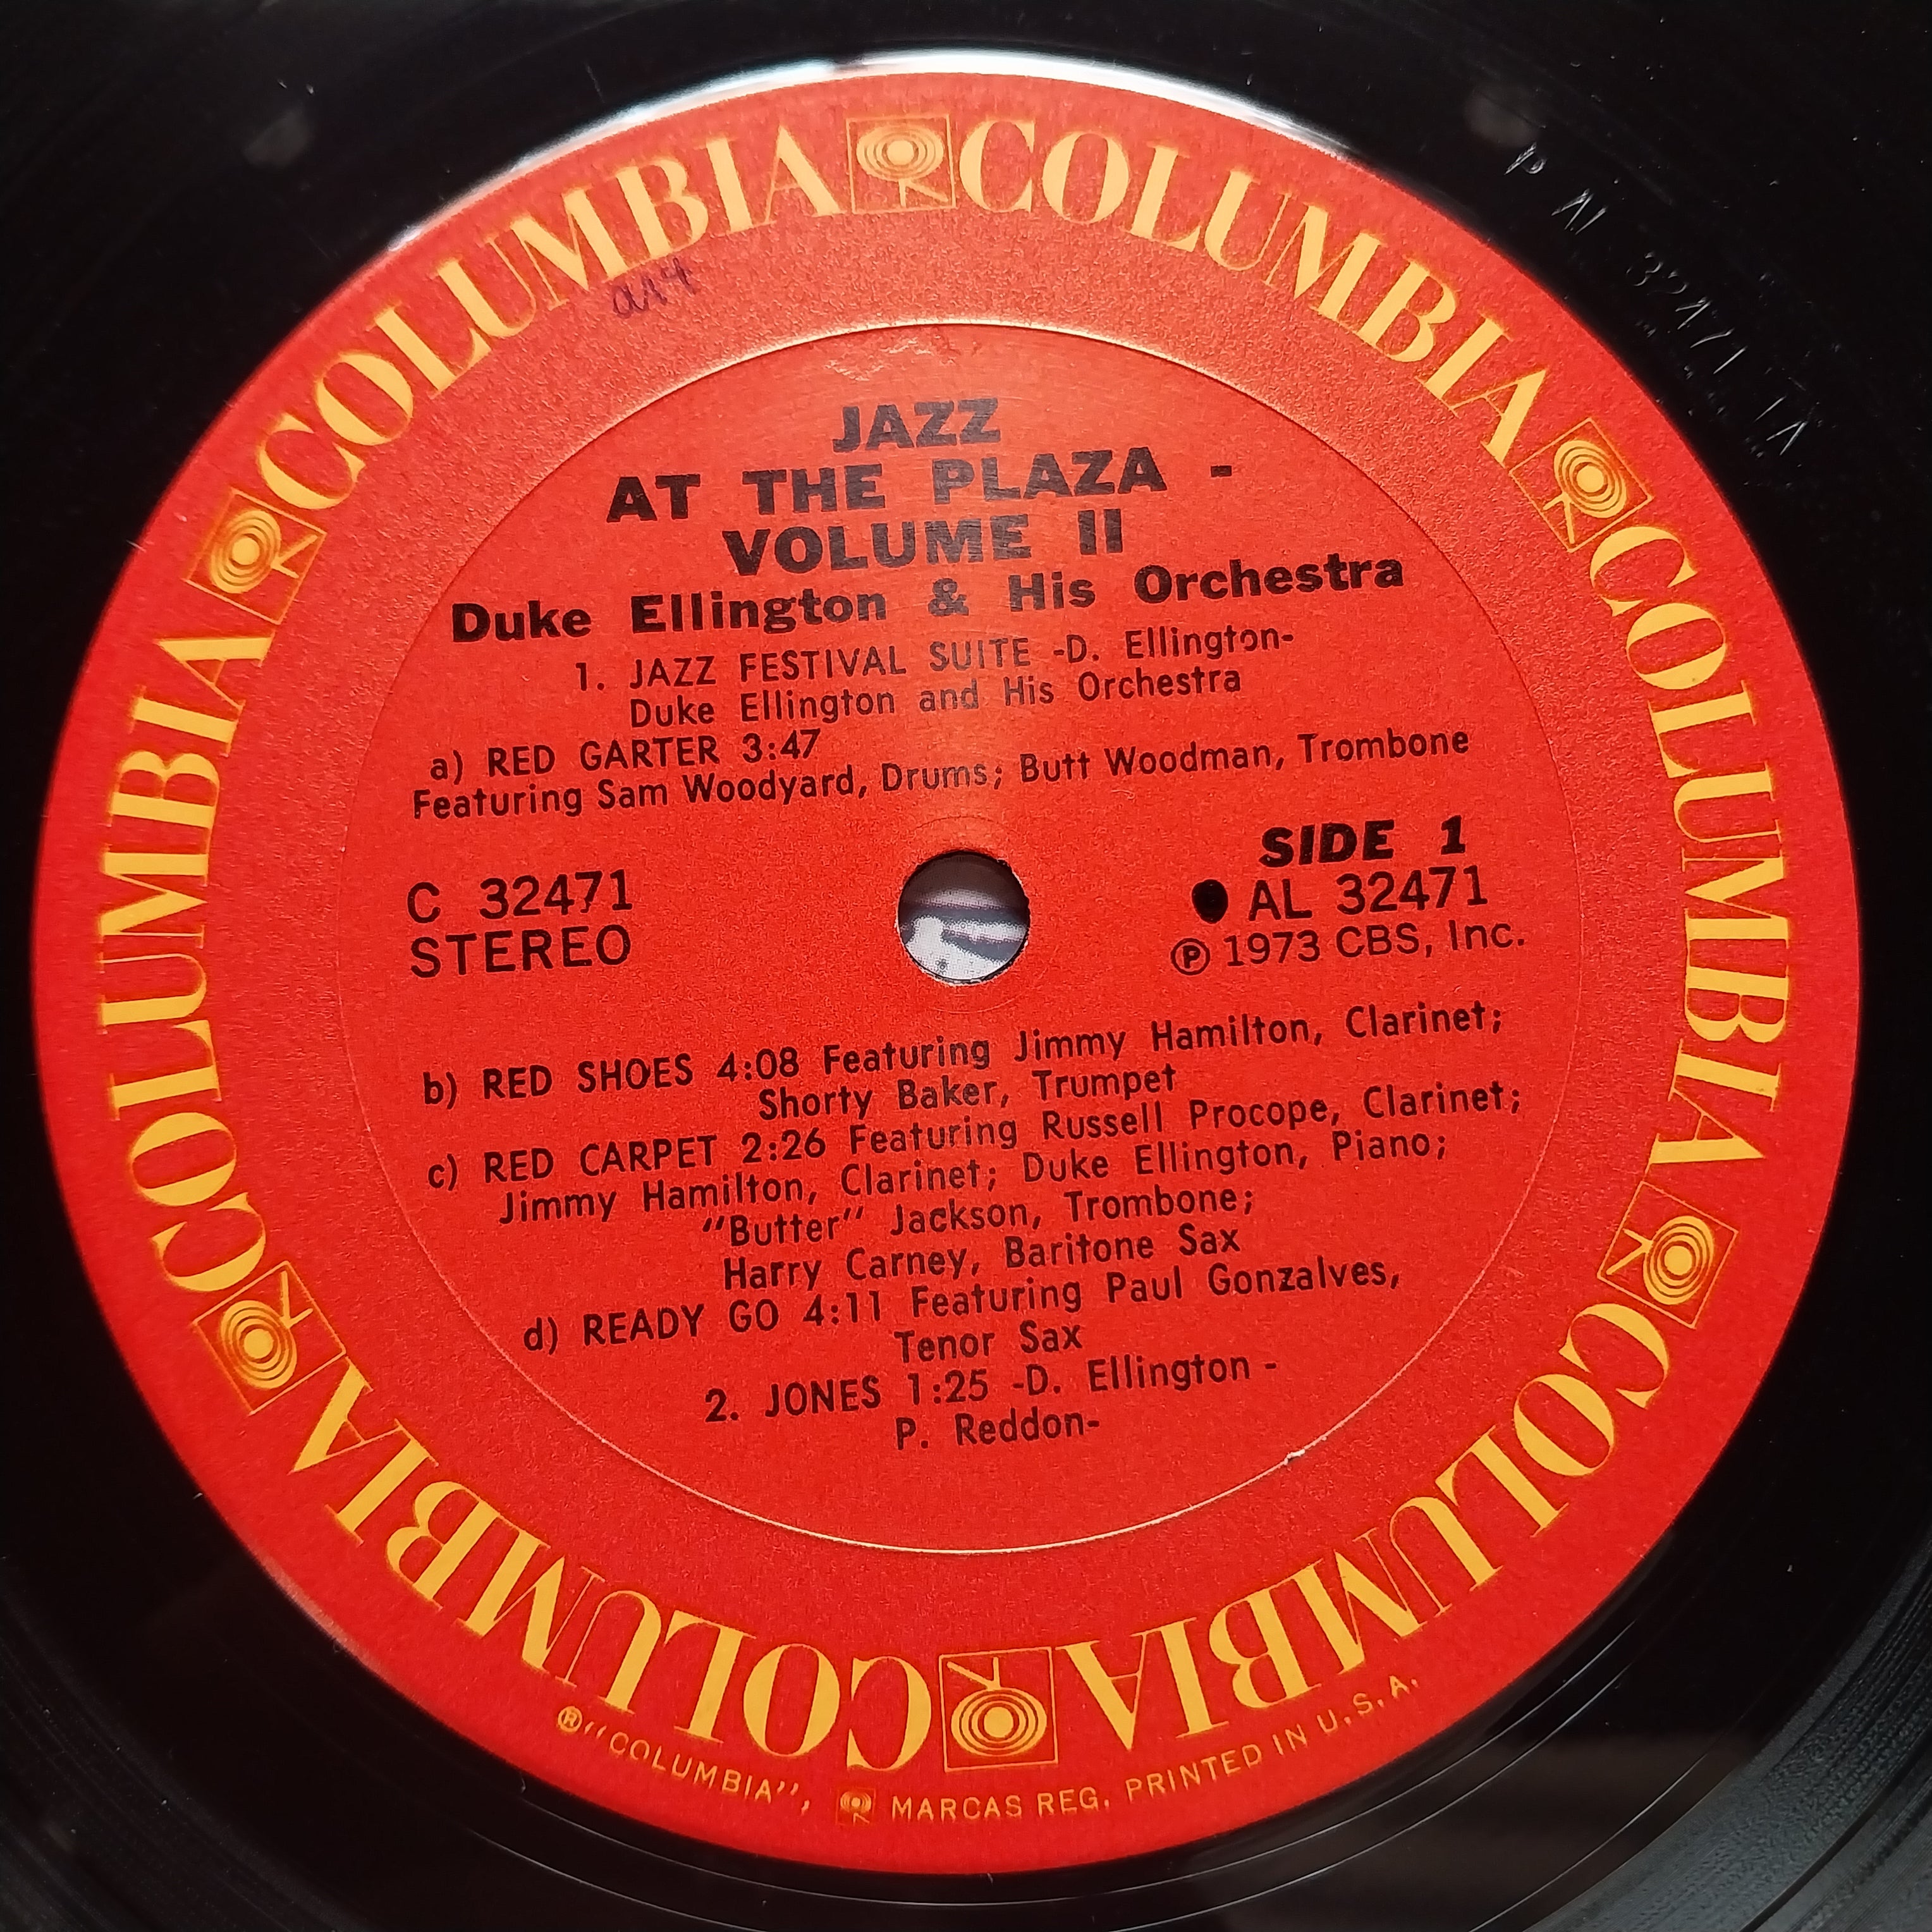 COLUMBIA COLUMBIA COLUMBIA COLUMBIA COLUMBIA COLUMBIA
JAZZ
AT THE PLAZA -
VOLUME II
Duke Ellington & His Orchestra
1. JAZZ FESTIVAL SUITE -D. Ellington-
Duke Ellington and His Orchestra
a) RED GARTER 3:47
Featuring Sam Woodyard, Drums; Butt Woodman, Trombone
SIDE 1
C 32471
AL 32471
STEREO
Ⓟ 1973 CBS, Inc.
b) RED SHOES 4:08 Featuring Jimmy Hamilton, Clarinet;
Shorty Baker, Trumpet
c) RED CARPET 2:26 Featuring Russell Procope, Clarinet;
Jimmy Hamilton, Clarinet; Duke Ellington, Piano;
"Butter" Jackson, Trombone;
Harry Carney, Baritone Sax
d) READY GO 4:11 Featuring Paul Gonzalves,
Tenor Sax
2. JONES 1:25 -D. Ellington -
P. Reddon-
COLUMBIA COLUMBIA
®"COLUMBIA", MARCAS REG. PRINTED IN U.S.A.